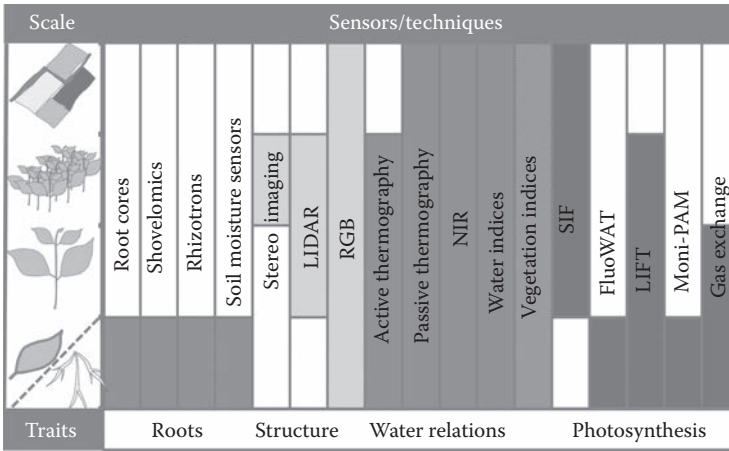 Scale Sensors/techniques
Root cores
Shovelomics
Rhizotrons
Soil moisture sensors
Stereo imaging
LIDAR
RGB
Active thermography
Passive thermography
NIR
Water indices
Vegetation indices
SIF
FluoWAT
LIFT
Moni-PAM
Gas exchange
Traits Roots Structure Water relations Photosynthesis